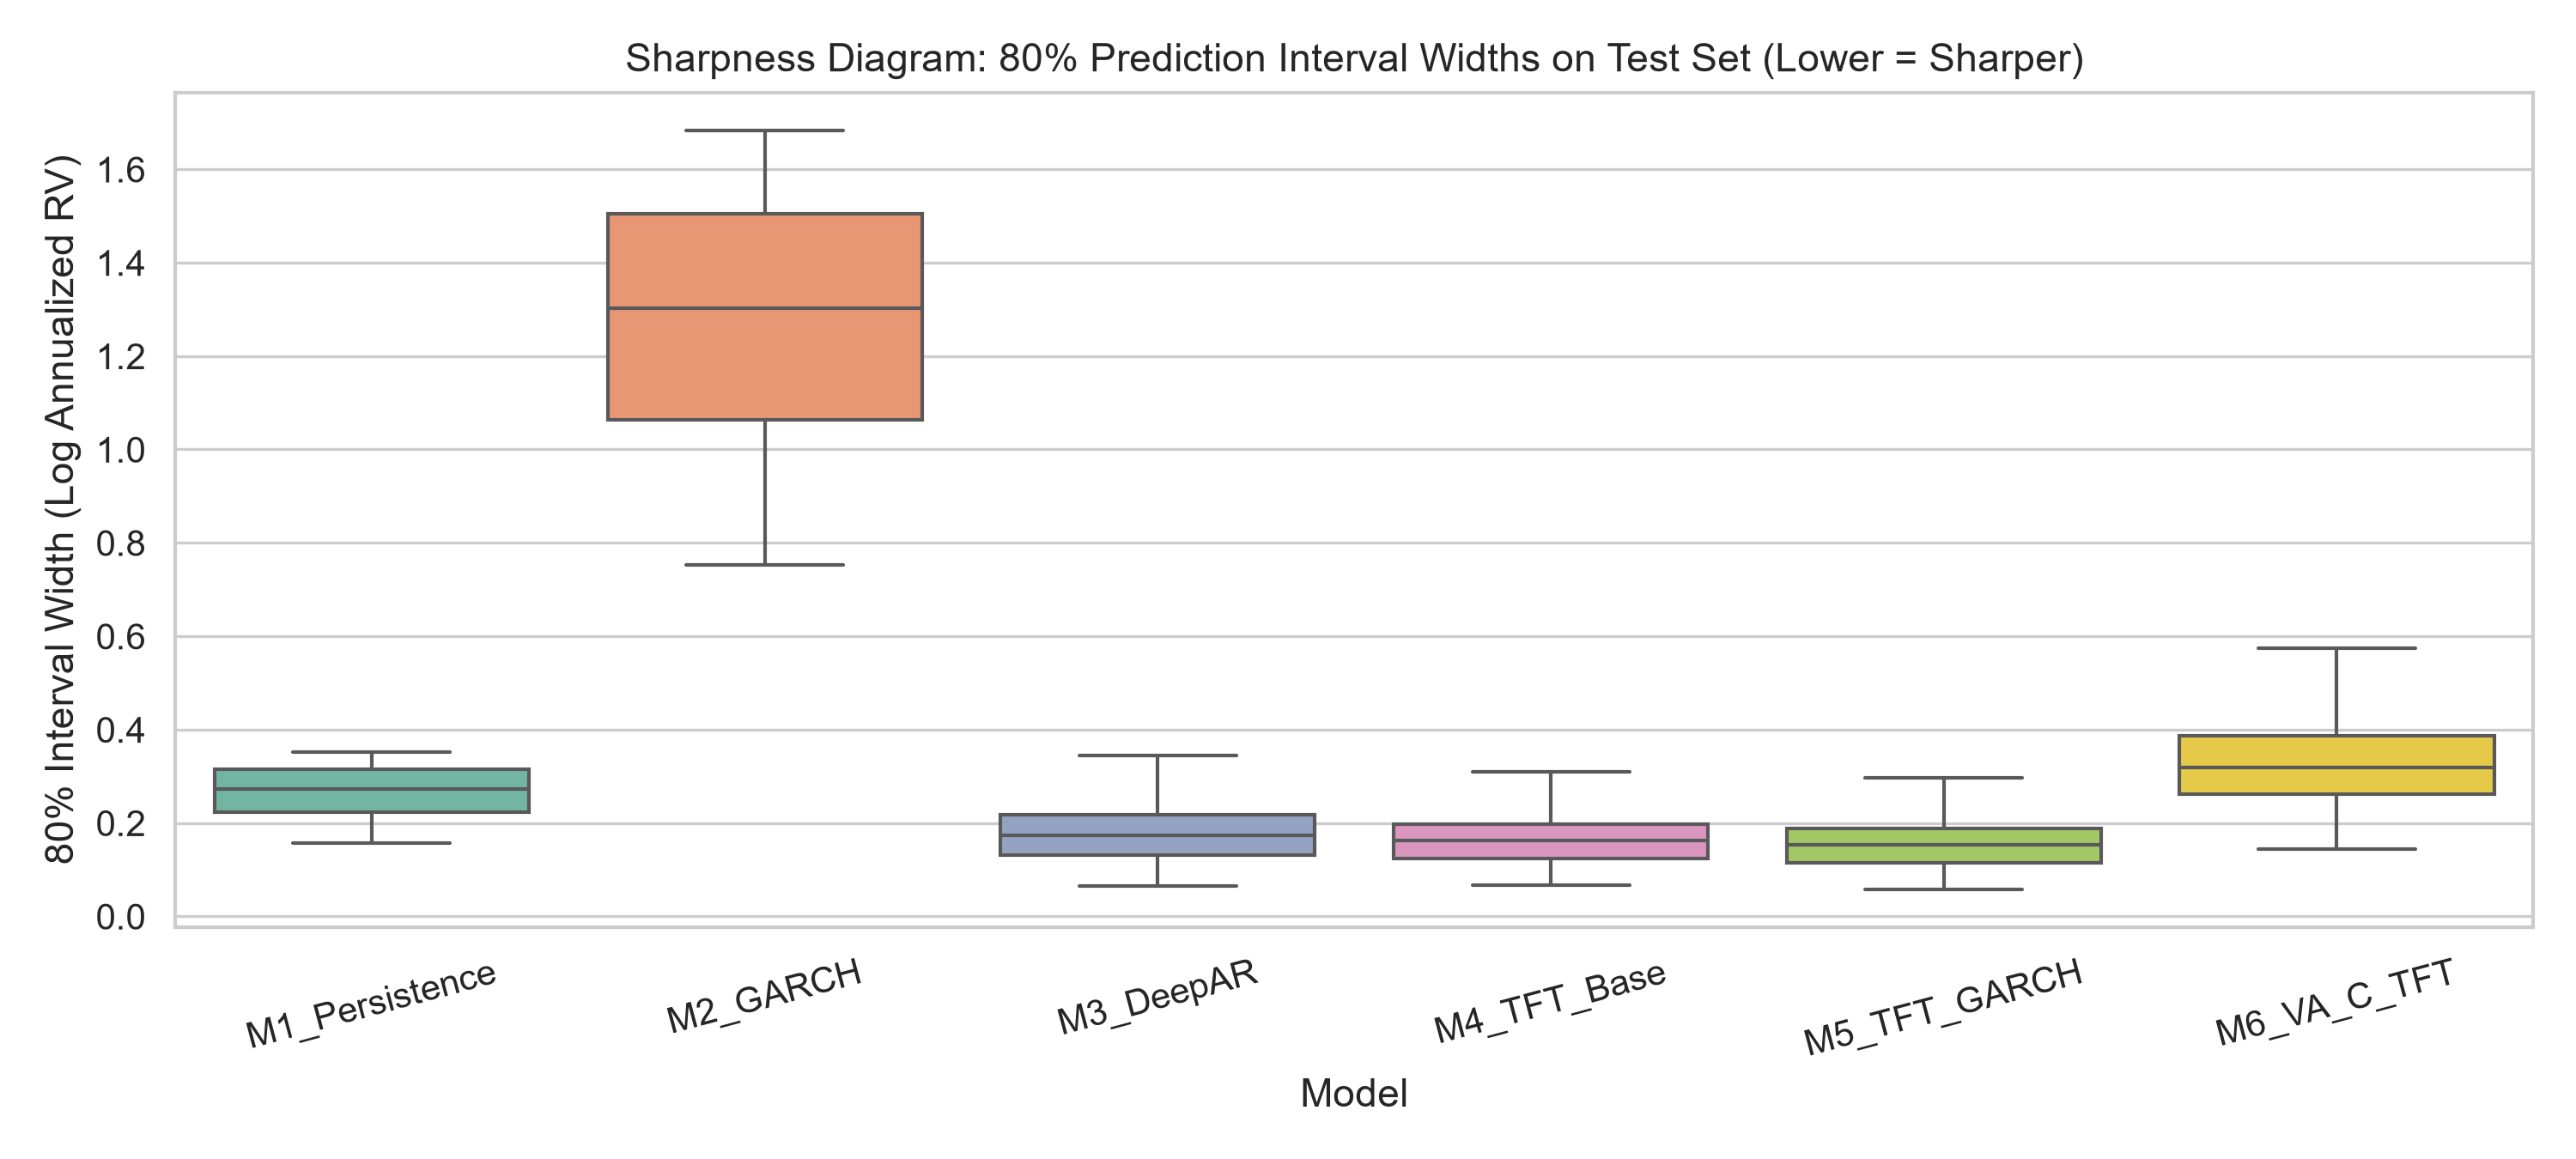 Sharpness Diagram: 80% Prediction Interval Widths on Test Set (Lower = Sharper)
80% Interval Width (Log Annualized RV)
1.6
1.4
1.2
1.0
0.8
0.6
0.4
0.2
0.0
M1_Persistence
M2_GARCH
M3_DeepAR
M4_TFT_Base
M5_TFT_GARCH
M6_VA_C_TFT
Model